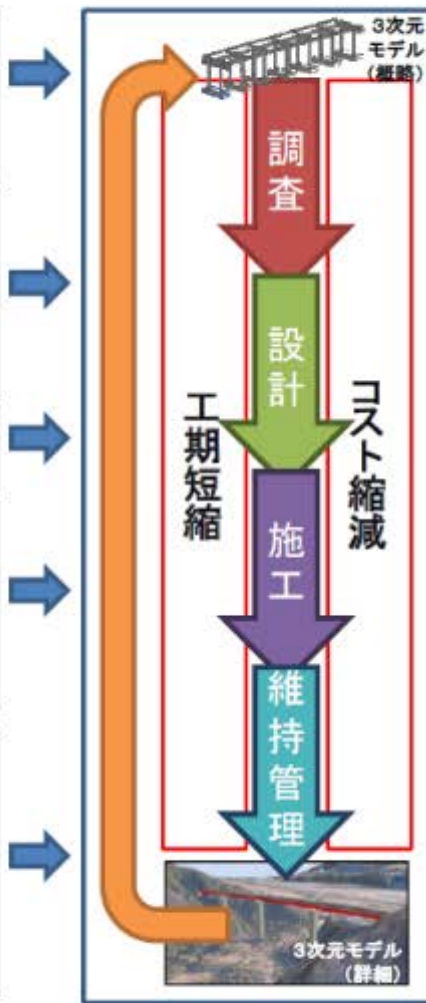 3次元
モデル
(概略)
調査
設計
工期短縮
コスト縮減
施工
維持管理
3次元モデル
(詳細)